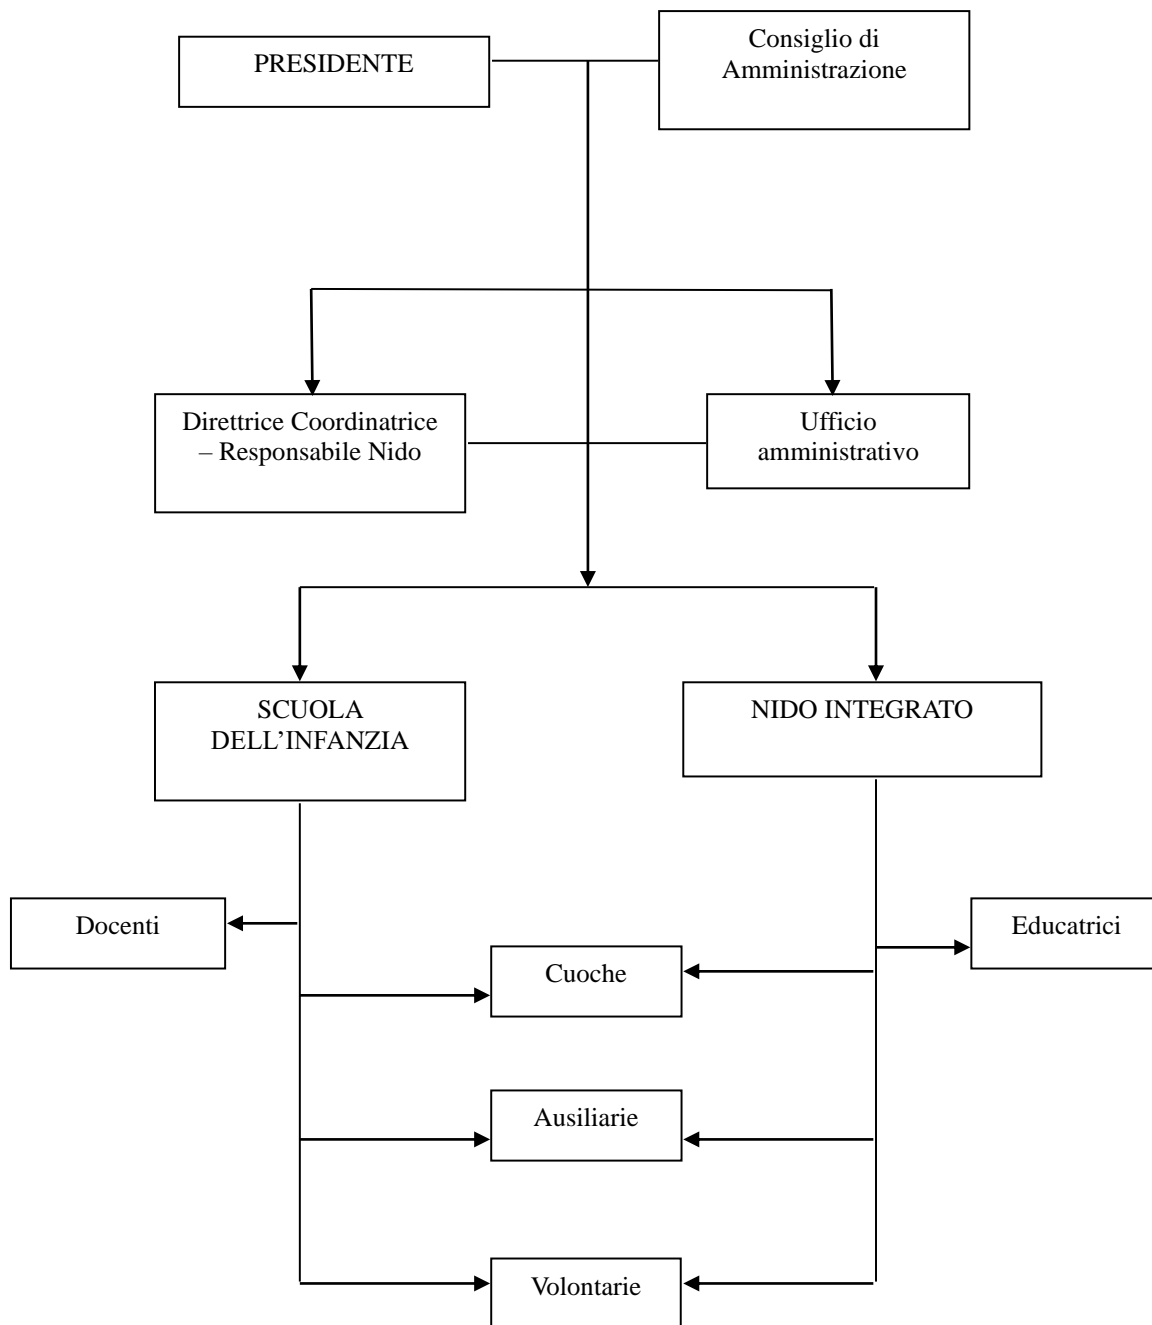 PRESIDENTE
Consiglio di
Amministrazione
Direttrice Coordinatrice
– Responsabile Nido
Ufficio
amministrativo
SCUOLA
DELL’INFANZIA
NIDO INTEGRATO
Docenti
Educatrici
Cuoche
Ausiliarie
Volontarie